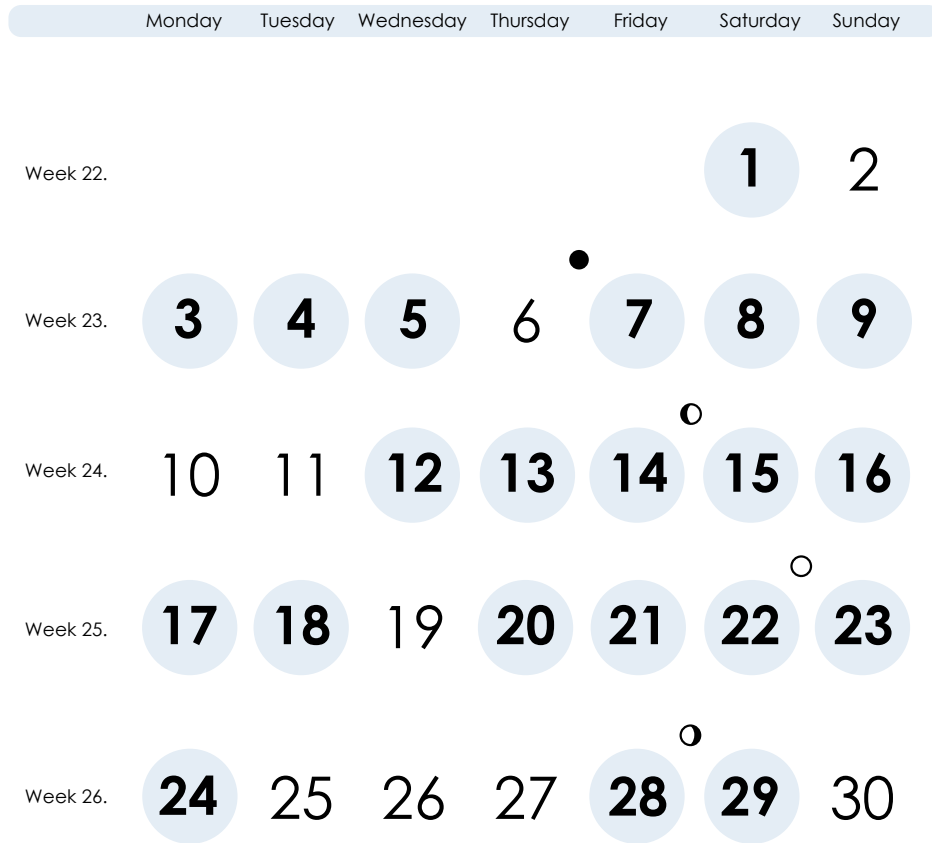 Monday Tuesday Wednesday Thursday Friday Saturday Sunday
Week 22. 1 2
Week 23. 3 4 5 6 7 8 9
Week 24. 10 11 12 13 14 15 16
Week 25. 17 18 19 20 21 22 23
Week 26. 24 25 26 27 28 29 30